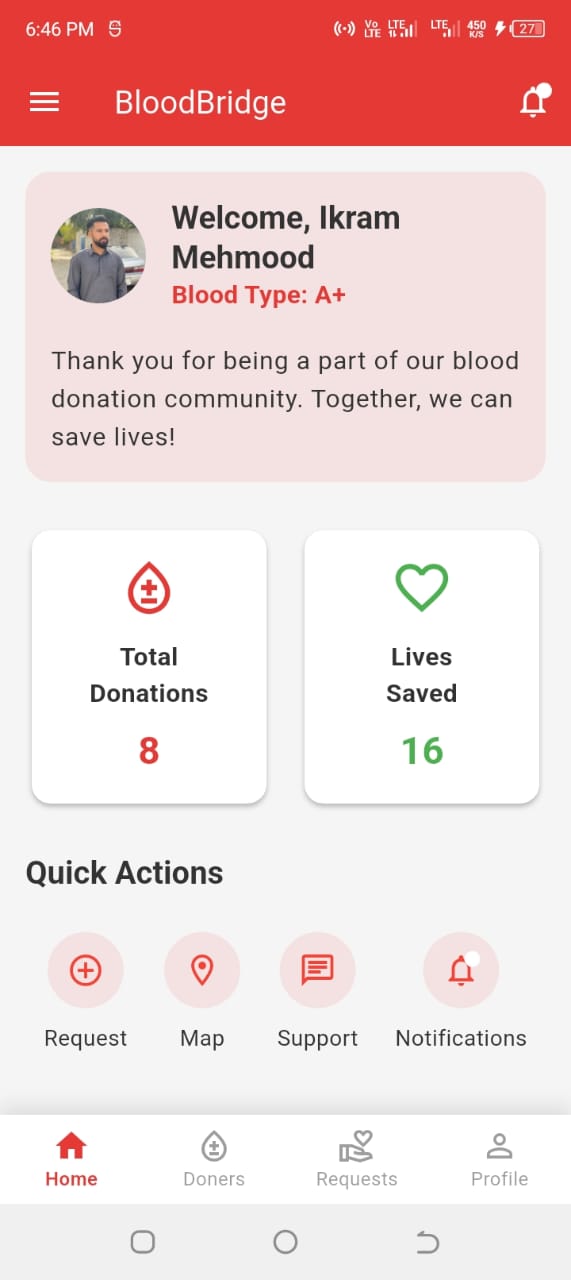 6:46 PM Vo LTE LTE LTE 450 K/S 27
BloodBridge
Welcome, Ikram
Mehmood
Blood Type: A+
Thank you for being a part of our blood
donation community. Together, we can
save lives!
Total
Donations
8
Lives
Saved
16
Quick Actions
Request Map Support Notifications
Home Doners Requests Profile